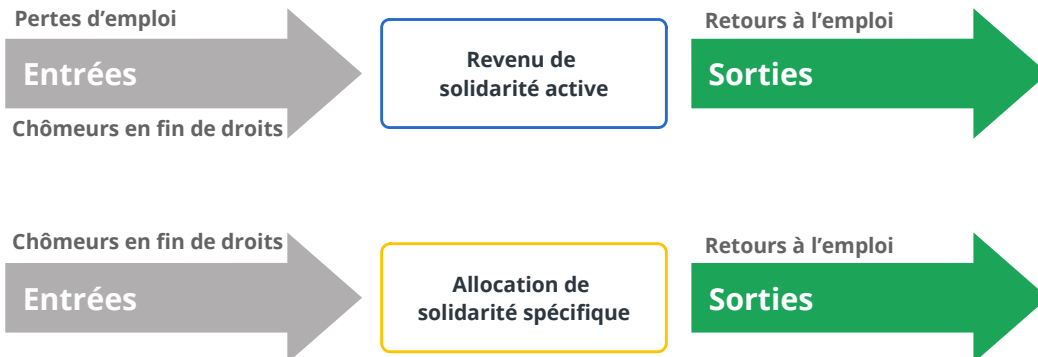 Pertes d’emploi
Entrées
Chômeurs en fin de droits
Revenu de
solidarité active
Retours à l’emploi
Sorties
Chômeurs en fin de droits
Entrées
Allocation de
solidarité spécifique
Retours à l’emploi
Sorties